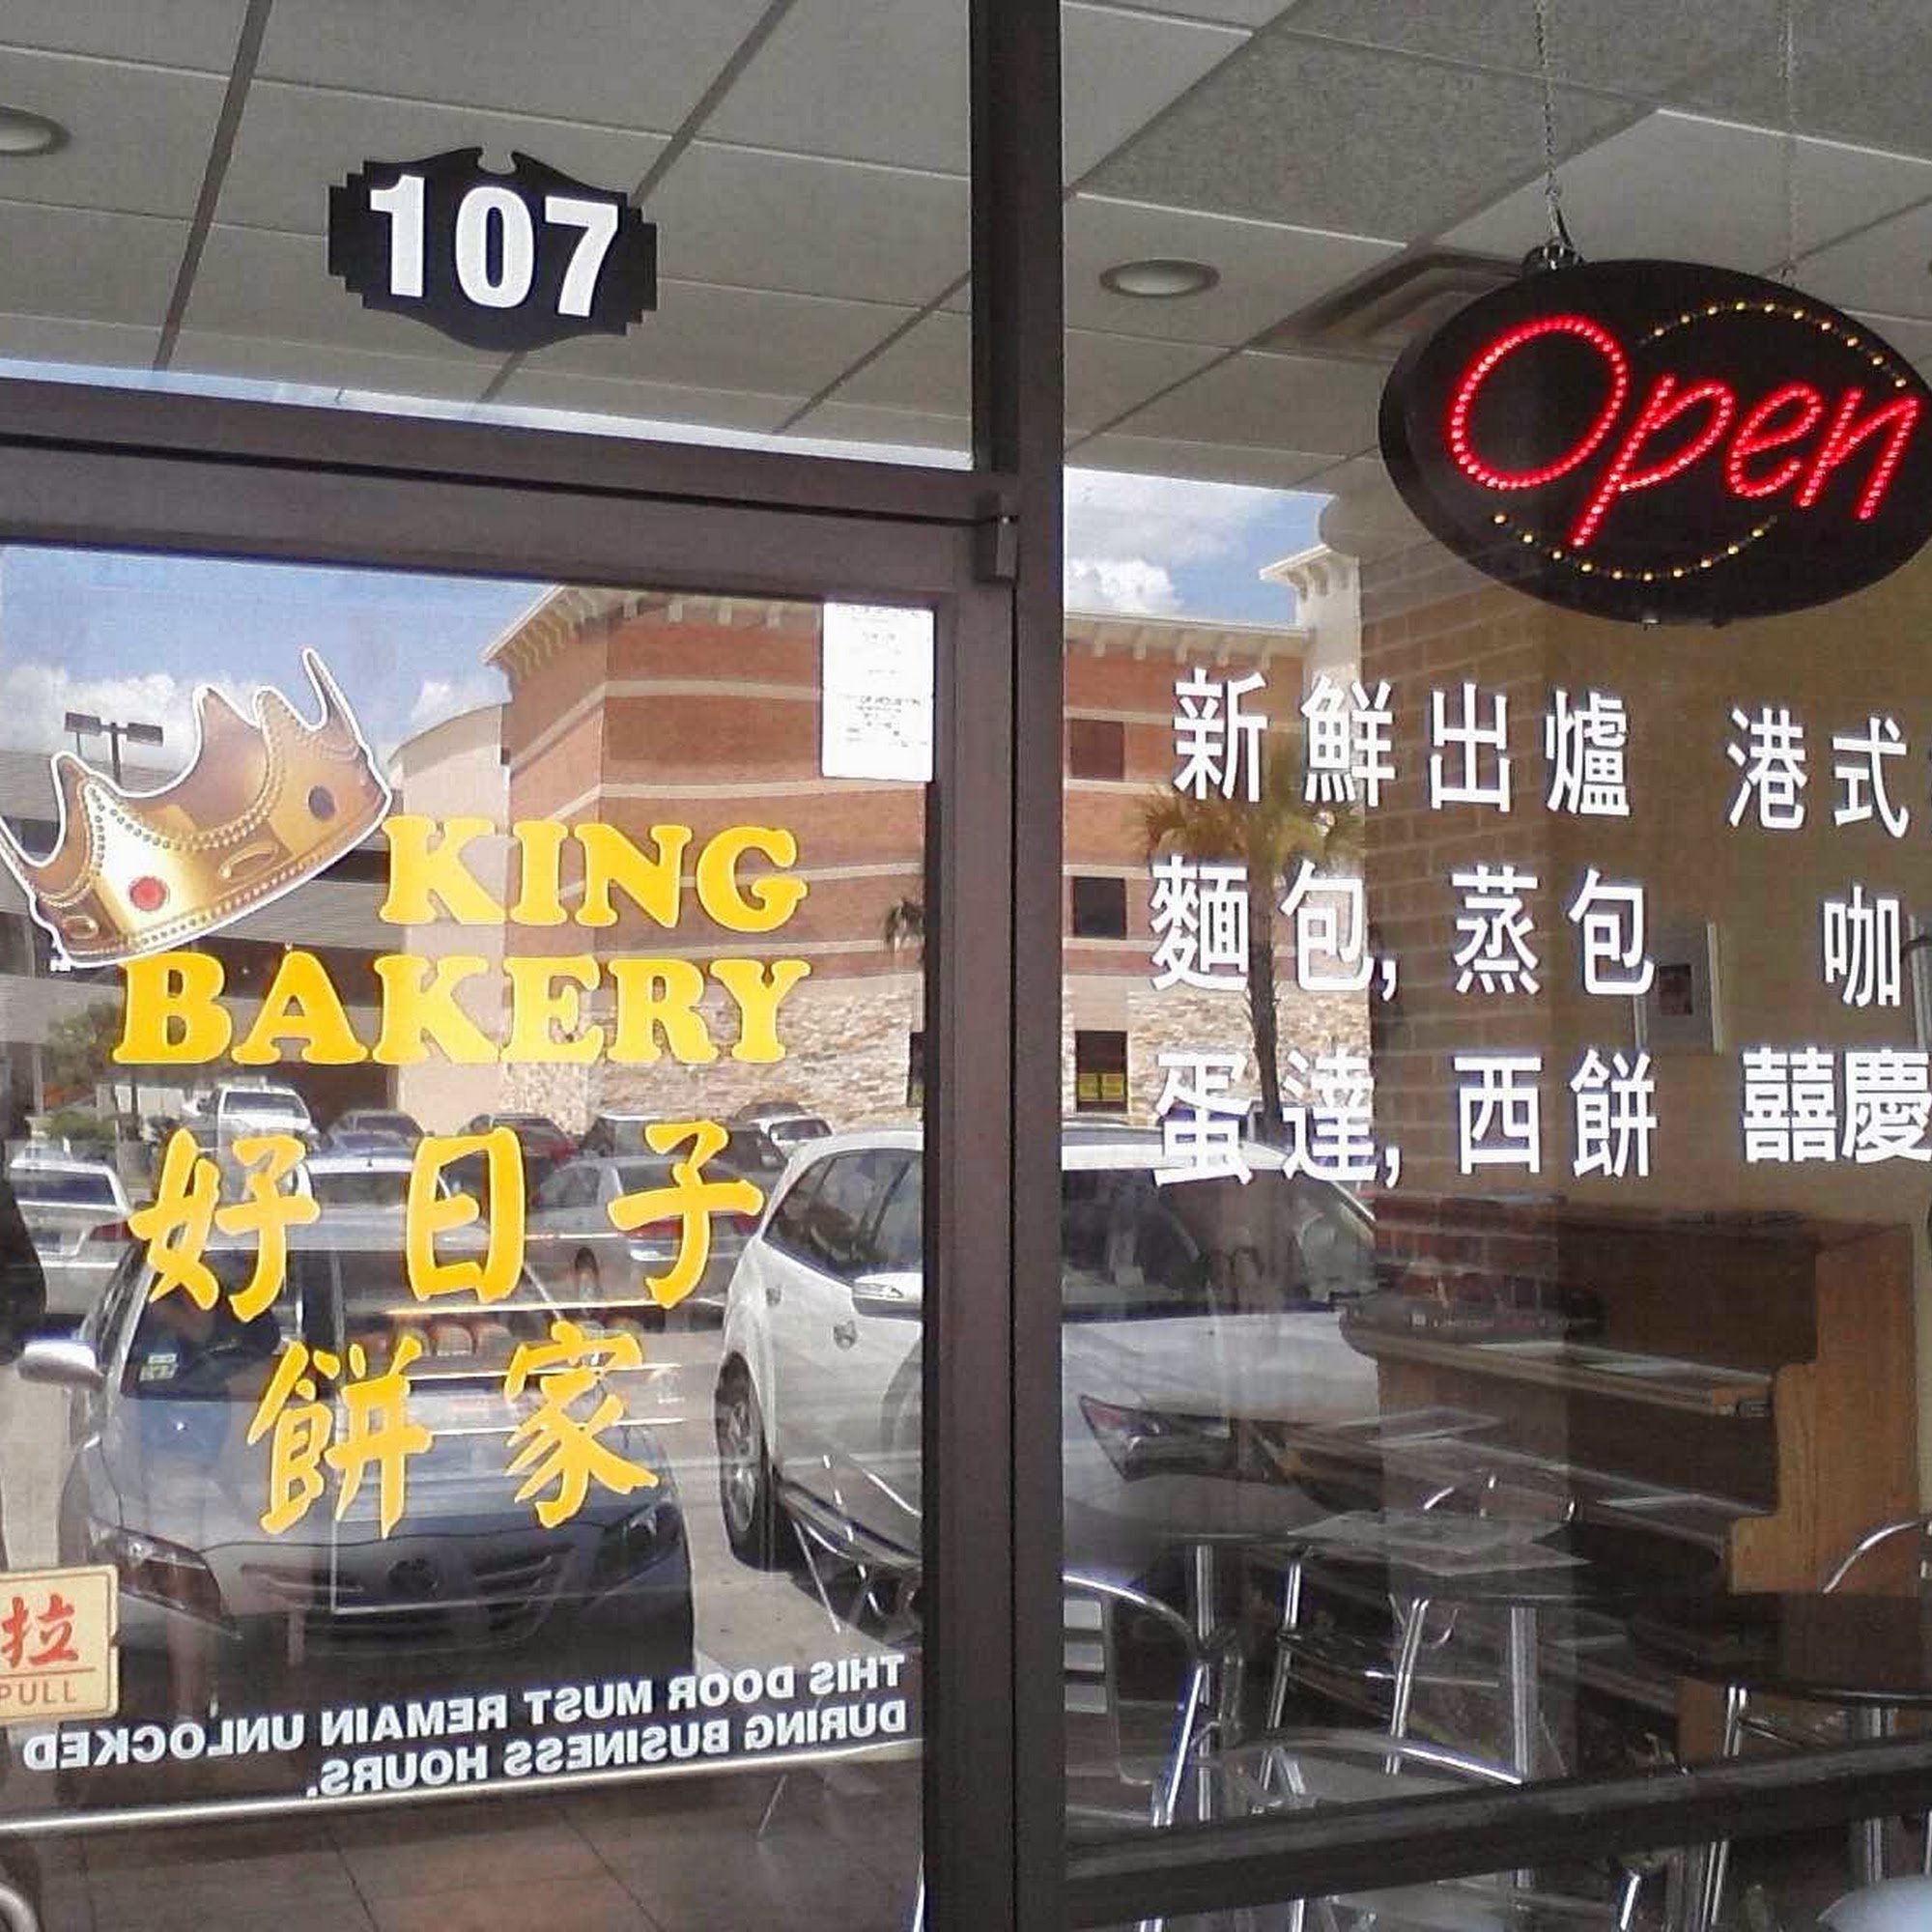 107
Open
KING
BAKERY
好日子
餅家
拉
PULL
THIS DOOR MUST REMAIN UNLOCKED
DURING BUSINESS HOURS.
新鮮出爐 港式
麵包, 蒸包 咖
蛋達, 西餅 囍慶